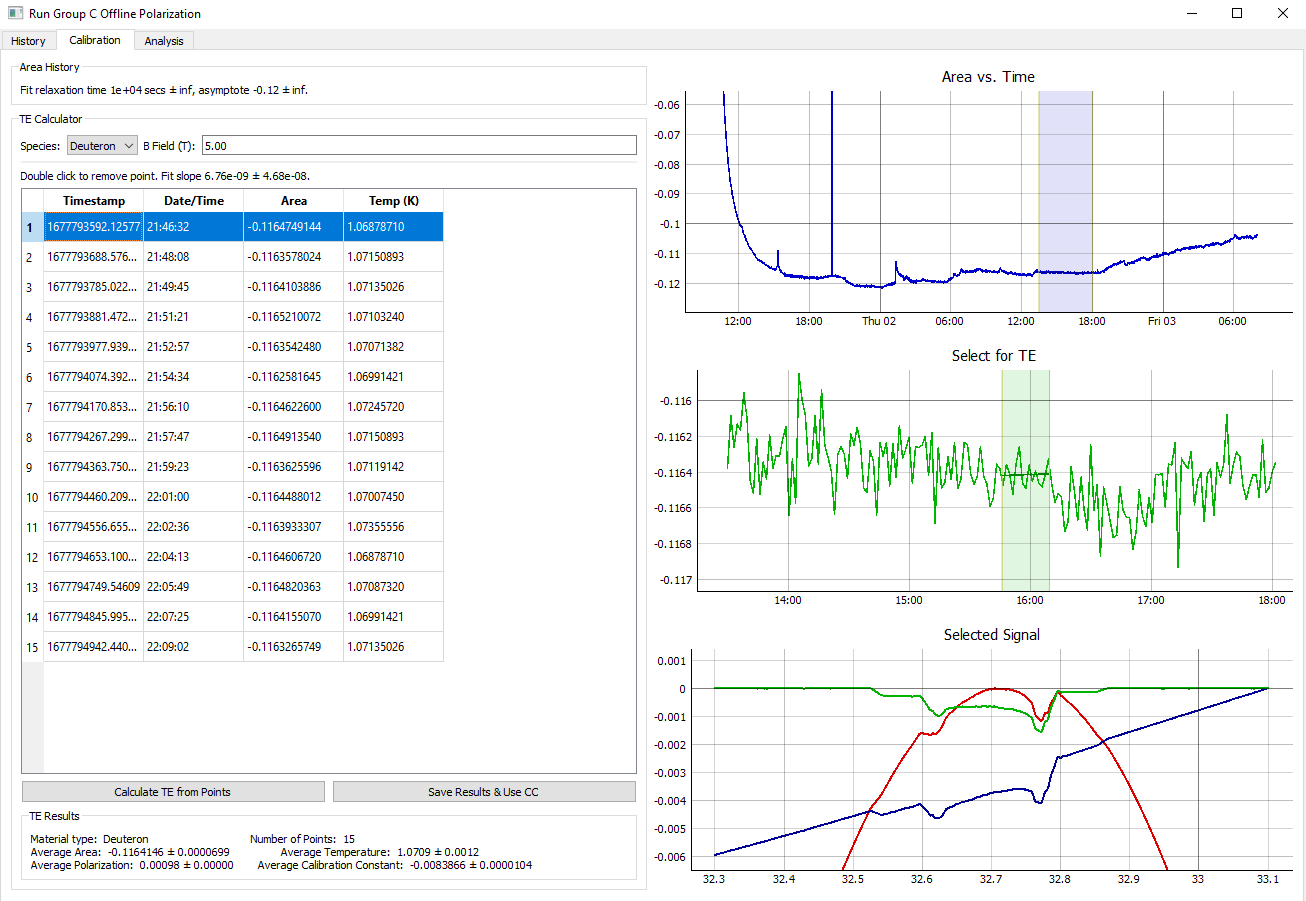 Run Group C Offline Polarization
History Calibration Analysis
Area History
Fit relaxation time 1e+04 secs ± inf, asymptote -0.12 ± inf.
TE Calculator
Species: Deuteron B Field (T): 5.00
Double click to remove point. Fit slope 6.76e-09 ± 4.68e-08.
Timestamp Date/Time Area Temp (K)
1 1677793592.12577 21:46:32 -0.1164749144 1.06878710
2 1677793688.576... 21:48:08 -0.1163578024 1.07150893
3 1677793785.022... 21:49:45 -0.1164103886 1.07135026
4 1677793881.472... 21:51:21 -0.1165210072 1.07103240
5 1677793977.939... 21:52:57 -0.1163542480 1.07071382
6 1677794074.392... 21:54:34 -0.1162581645 1.06991421
7 1677794170.853... 21:56:10 -0.1164622600 1.07245720
8 1677794267.299... 21:57:47 -0.1164913540 1.07150893
9 1677794363.750... 21:59:23 -0.1163625596 1.07119142
10 1677794460.209... 22:01:00 -0.1164488012 1.07007450
11 1677794556.655... 22:02:36 -0.1163933307 1.07355556
12 1677794653.100... 22:04:13 -0.1164606720 1.06878710
13 1677794749.54609 22:05:49 -0.1164820363 1.07087320
14 1677794845.995... 22:07:25 -0.1164155070 1.06991421
15 1677794942.440... 22:09:02 -0.1163265749 1.07135026
Calculate TE from Points Save Results & Use CC
TE Results
Material type: Deuteron Number of Points: 15
Average Area: -0.1164146 ± 0.0000699 Average Temperature: 1.0709 ± 0.0012
Average Polarization: 0.00098 ± 0.00000 Average Calibration Constant: -0.0083866 ± 0.0000104
Area vs. Time
-0.06
-0.07
-0.08
-0.09
-0.1
-0.11
-0.12
12:00 18:00 Thu 02 06:00 12:00 18:00 Fri 03 06:00
Select for TE
-0.116
-0.1162
-0.1164
-0.1166
-0.1168
-0.117
14:00 15:00 16:00 17:00 18:00
Selected Signal
0.001
0
-0.001
-0.002
-0.003
-0.004
-0.005
-0.006
32.3 32.4 32.5 32.6 32.7 32.8 32.9 33 33.1